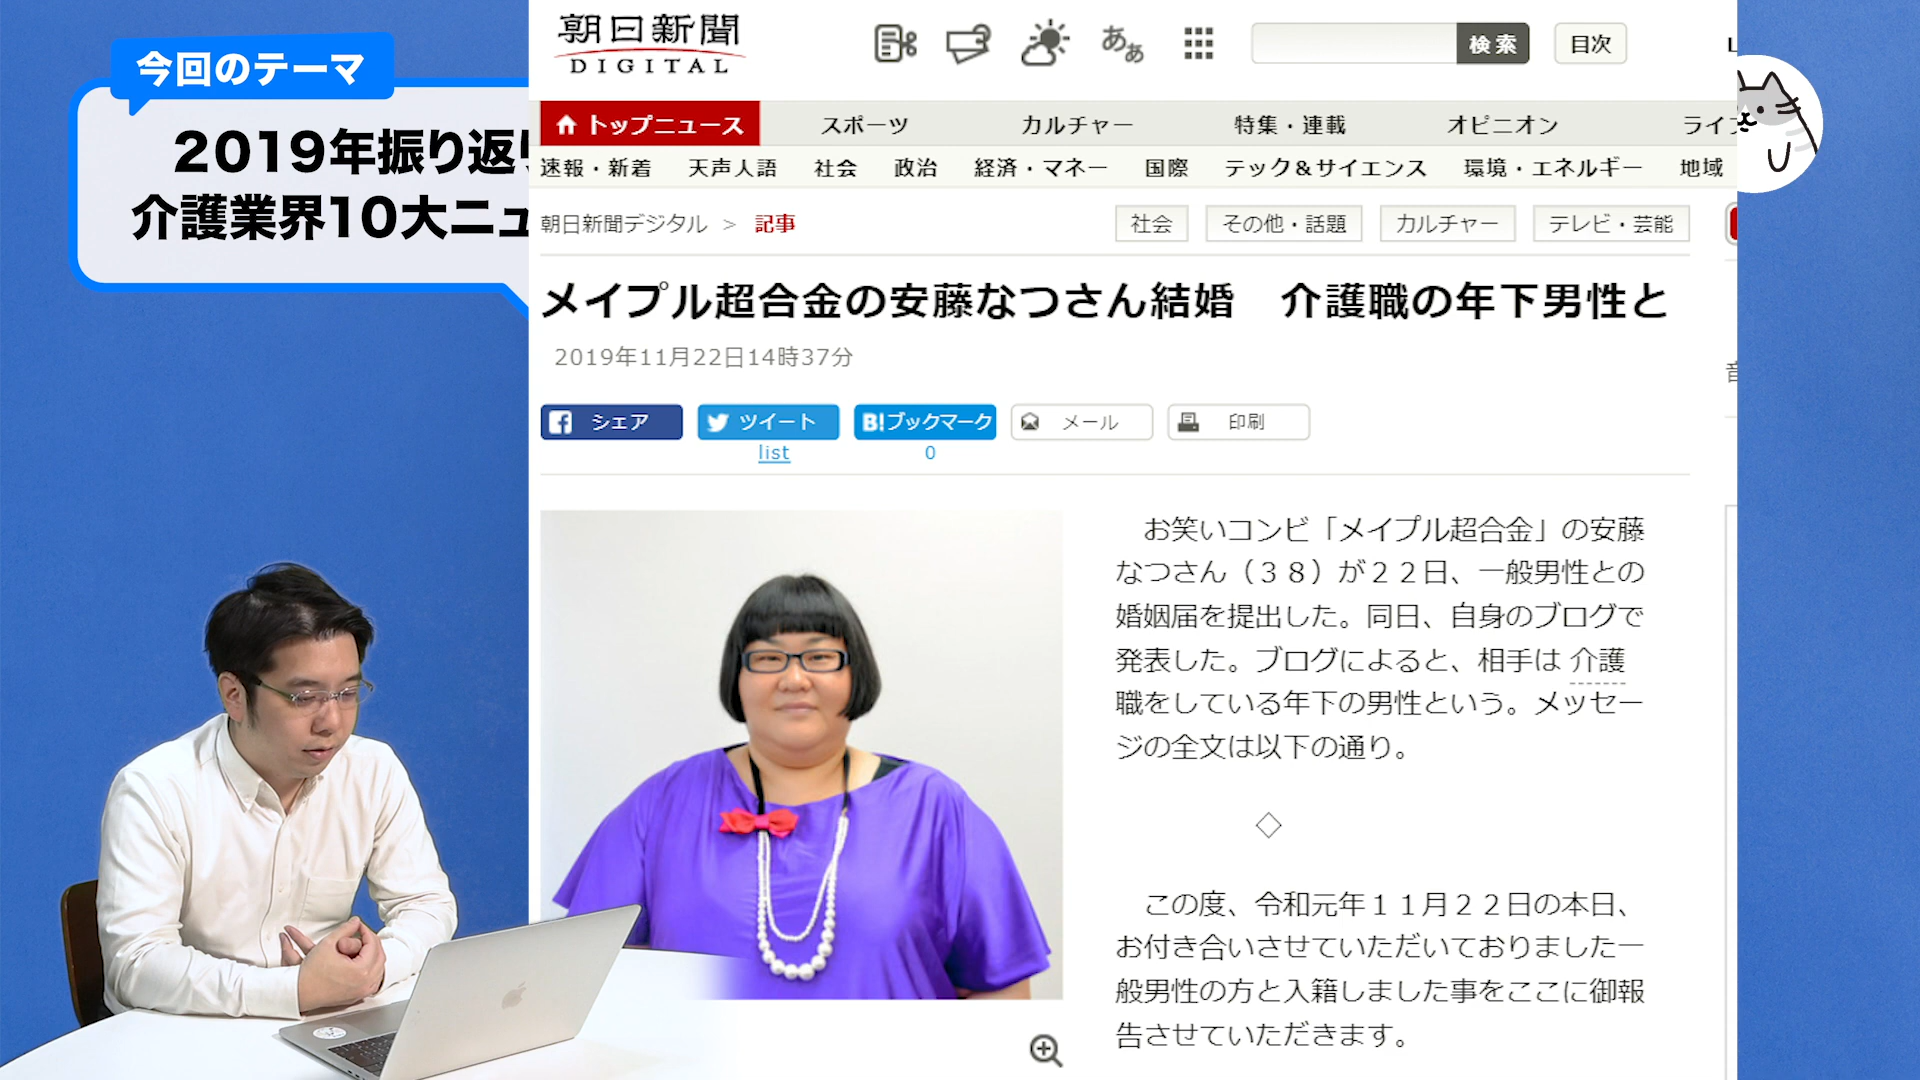 今回のテーマ
2019年振り返り
介護業界10大ニュ
朝日新聞
DIGITAL
ああ
検索
目次
トップニュース
スポーツ
カルチャー
特集・連載
オピニオン
ライフ
速報・新着
天声人語
社会
政治
経済・マネー
国際
テック＆サイエンス
環境・エネルギー
地域
朝日新聞デジタル > 記事
社会
その他・話題
カルチャー
テレビ・芸能
メイプル超合金の安藤なつさん結婚　介護職の年下男性と
2019年11月22日14時37分
シェア
ツイート
B!ブックマーク
メール
印刷
list
0
お笑いコンビ「メイプル超合金」の安藤
なつさん（３８）が２２日、一般男性との
婚姻届を提出した。同日、自身のブログで
発表した。ブログによると、相手は 介護
職をしている年下の男性という。メッセー
ジの全文は以下の通り。
◇
この度、令和元年１１月２２日の本日、
お付き合いさせていただいておりました一
般男性の方と入籍しました事をここに御報
告させていただきます。